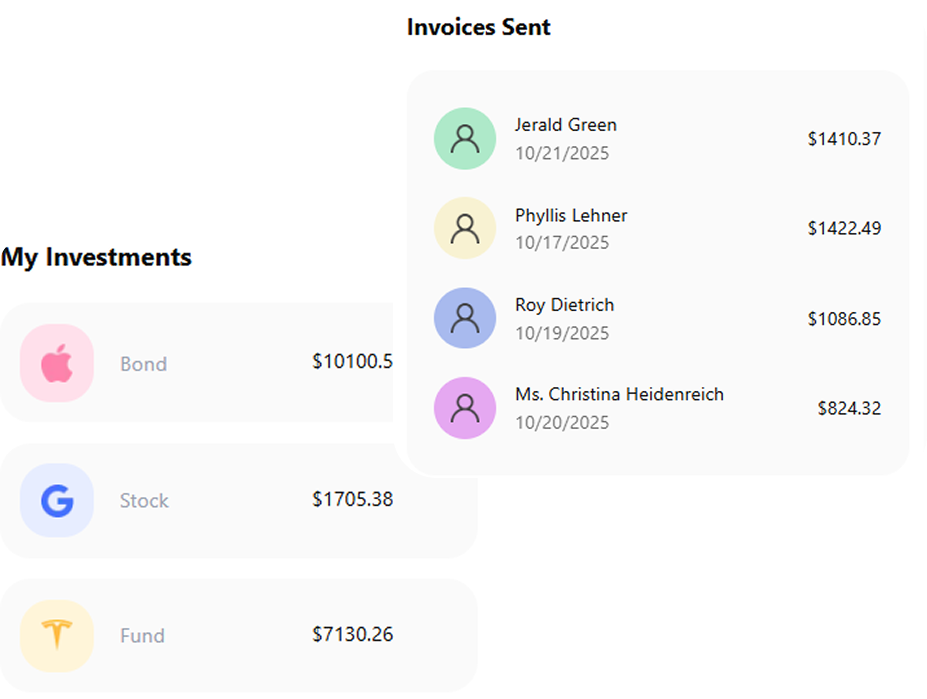 Invoices Sent
Jerald Green
10/21/2025
$1410.37
Phyllis Lehner
10/17/2025
$1422.49
Roy Dietrich
10/19/2025
$1086.85
Ms. Christina Heidenreich
10/20/2025
$824.32
My Investments
Bond
$10100.5
Stock
$1705.38
Fund
$7130.26